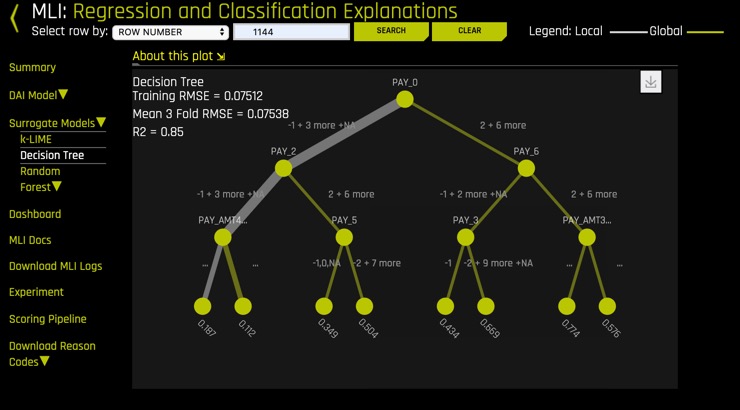 MLI: Regression and Classification Explanations
Select row by: ROW NUMBER 1144 SEARCH CLEAR Legend: Local Global
About this plot
Summary
DAI Model
Surrogate Models
k-LIME
Decision Tree
Random
Forest
Dashboard
MLI Docs
Download MLI Logs
Experiment
Scoring Pipeline
Download Reason
Codes
Decision Tree
Training RMSE = 0.07512
Mean 3 Fold RMSE = 0.07538
R2 = 0.85
PAY_0
-1 + 3 more +NA 2 + 6 more
PAY_2 PAY_6
-1 + 3 more +NA 2 + 6 more -1 + 2 more +NA 2 + 6 more
PAY_AMT4... PAY_5 PAY_3 PAY_AMT3...
... ... -1,0,NA -2 + 7 more -1 -2 + 9 more +NA ... ...
0.187 0.112 0.349 0.504 0.434 0.669 0.774 0.576